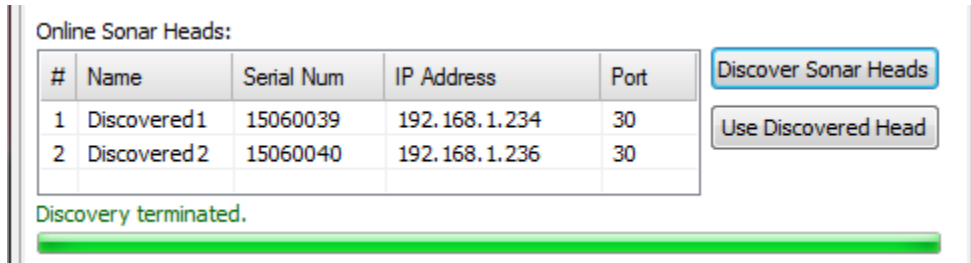 Online Sonar Heads:
# Name Serial Num IP Address Port
1 Discovered1 15060039 192.168.1.234 30
2 Discovered2 15060040 192.168.1.236 30
Discover Sonar Heads
Use Discovered Head
Discovery terminated.